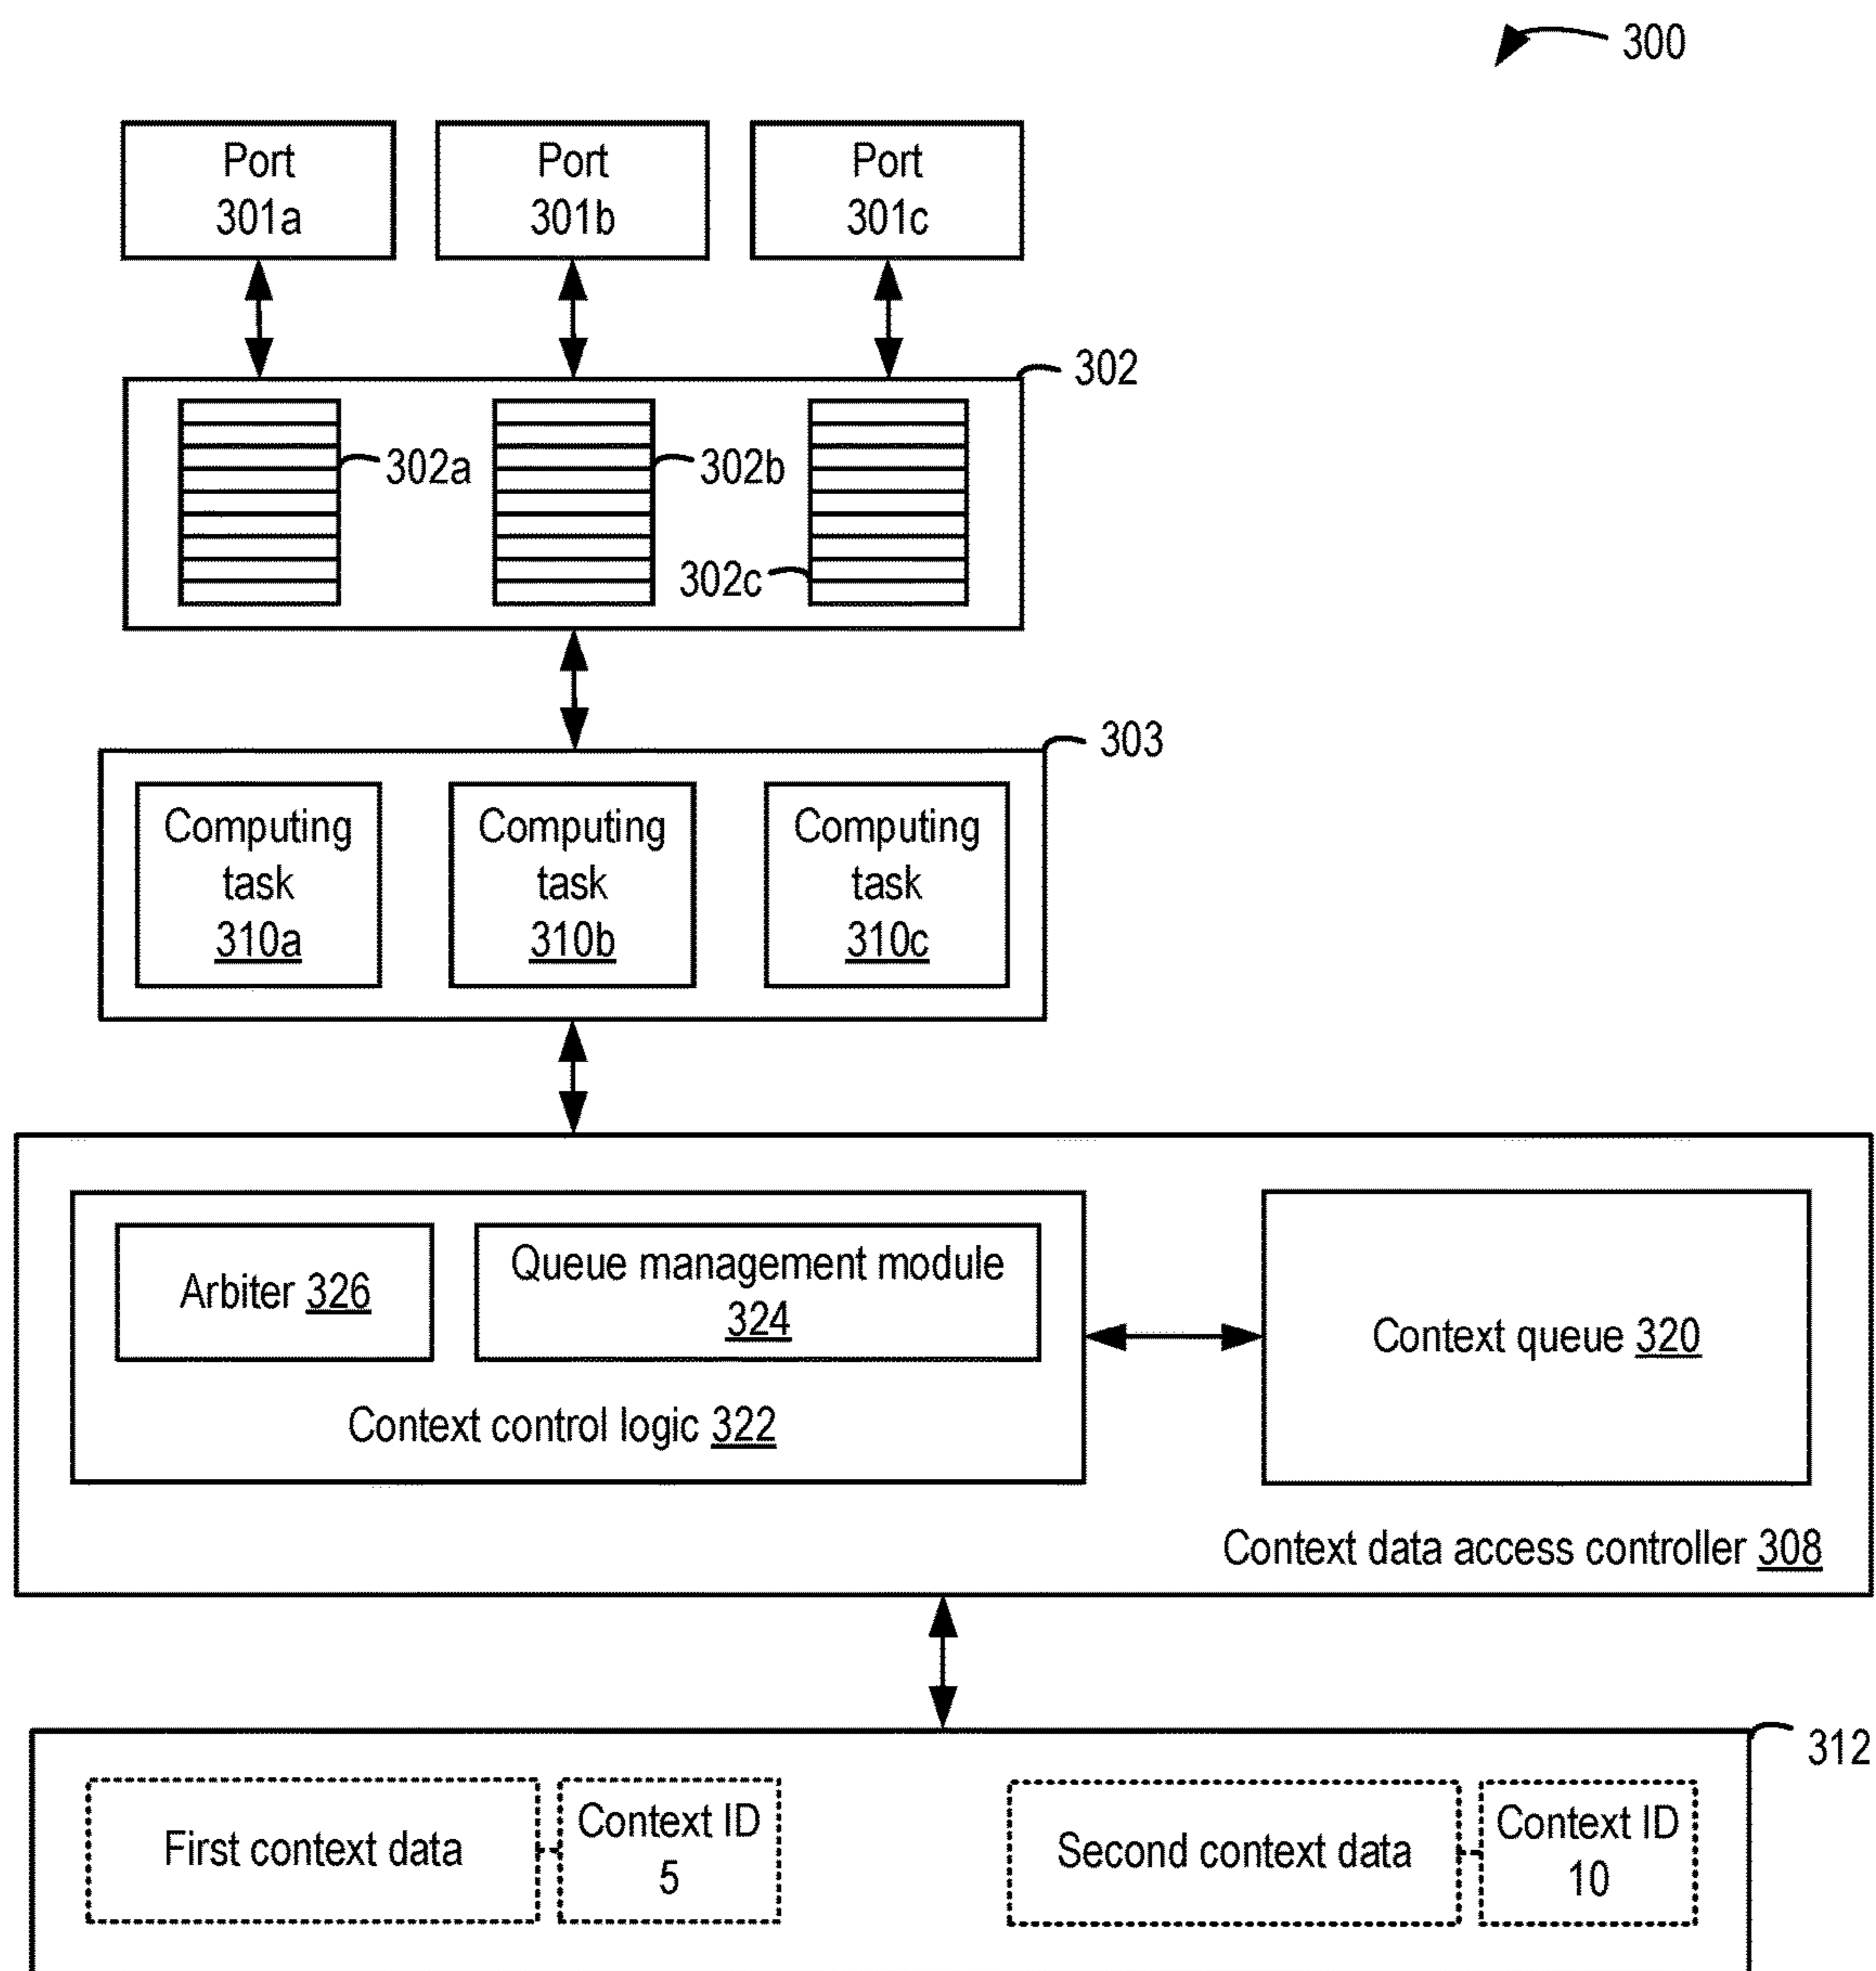 300
Port
301a
Port
301b
Port
301c
302
302a
302b
302c
303
Computing
task
310a
Computing
task
310b
Computing
task
310c
Arbiter 326
Queue management module
324
Context control logic 322
Context queue 320
Context data access controller 308
312
First context data
Context ID
5
Second context data
Context ID
10